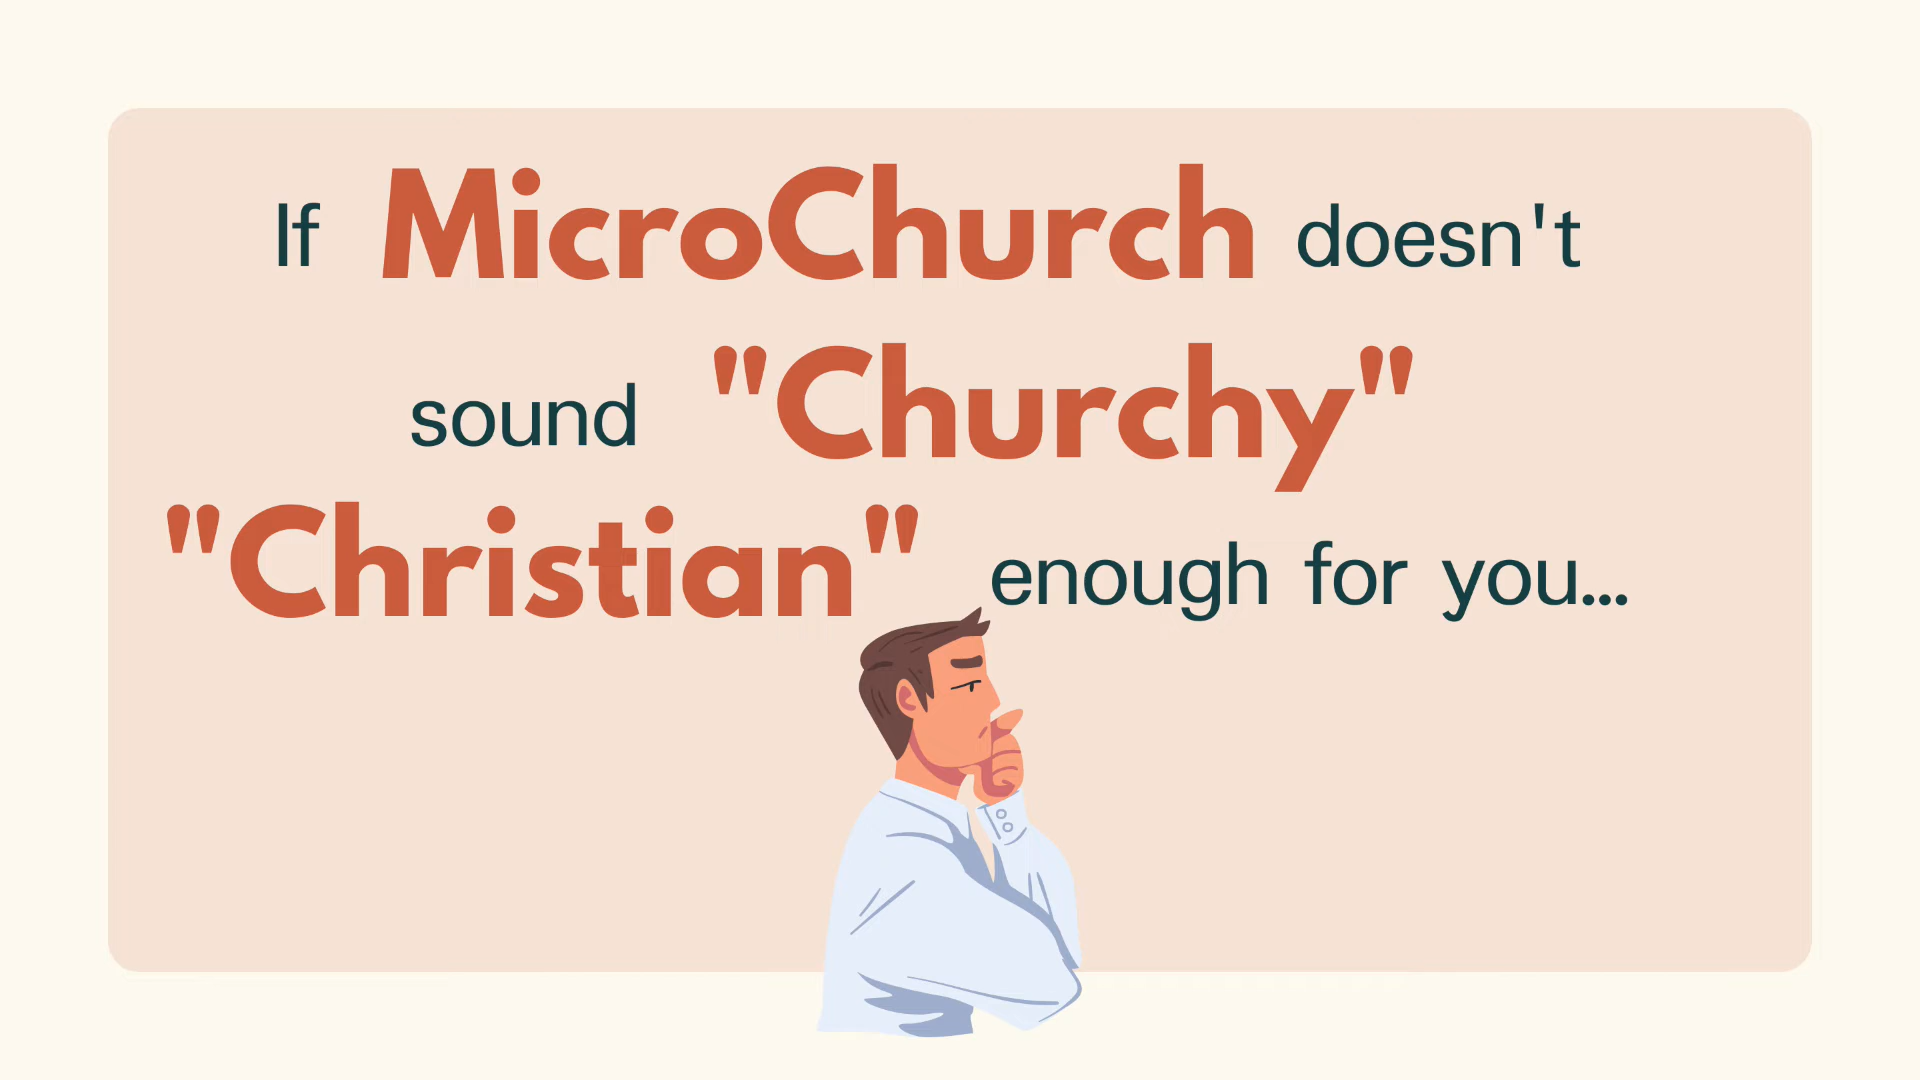 If MicroChurch doesn't
sound "Churchy"
"Christian" enough for you...